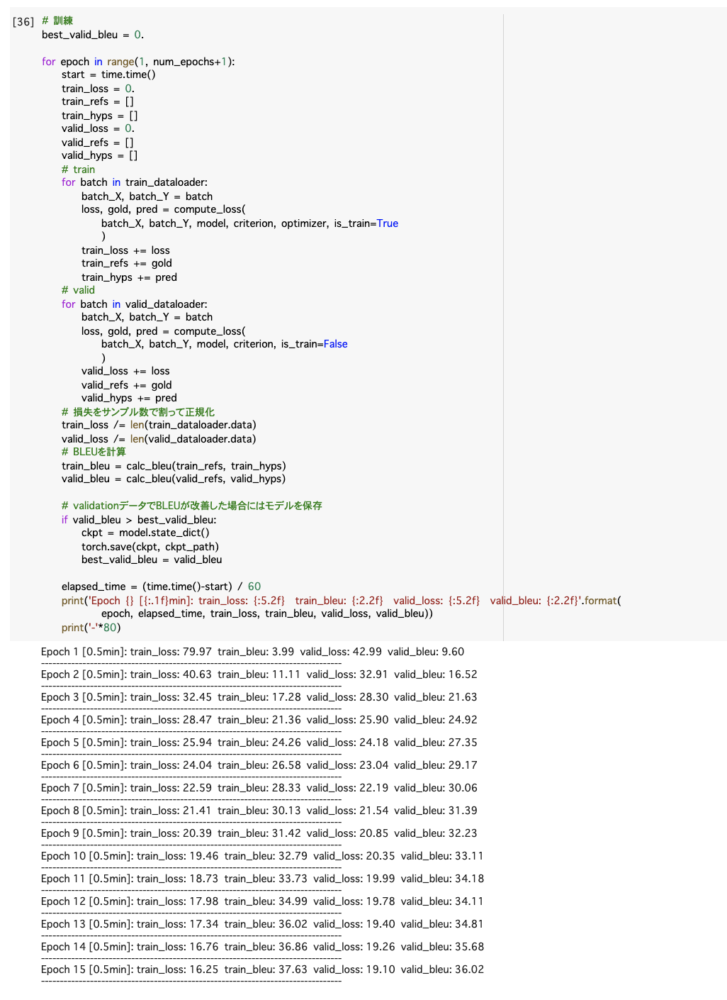 [36] # 訓練
best_valid_bleu = 0.
for epoch in range(1, num_epochs+1):
start = time.time()
train_loss = 0.
train_refs = []
train_hyps = []
valid_loss = 0.
valid_refs = []
valid_hyps = []
# train
for batch in train_dataloader:
batch_X, batch_Y = batch
loss, gold, pred = compute_loss(
batch_X, batch_Y, model, criterion, optimizer, is_train=True
)
train_loss += loss
train_refs += gold
train_hyps += pred
# valid
for batch in valid_dataloader:
batch_X, batch_Y = batch
loss, gold, pred = compute_loss(
batch_X, batch_Y, model, criterion, is_train=False
)
valid_loss += loss
valid_refs += gold
valid_hyps += pred
# 損失をサンプル数で割って正規化
train_loss /= len(train_dataloader.data)
valid_loss /= len(valid_dataloader.data)
# BLEUを計算
train_bleu = calc_bleu(train_refs, train_hyps)
valid_bleu = calc_bleu(valid_refs, valid_hyps)
# validationデータでBLEUが改善した場合にはモデルを保存
if valid_bleu > best_valid_bleu:
ckpt = model.state_dict()
torch.save(ckpt, ckpt_path)
best_valid_bleu = valid_bleu
elapsed_time = (time.time()-start) / 60
print('Epoch {} [{:.1f}min]: train_loss: {:5.2f}  train_bleu: {:2.2f}  valid_loss: {:5.2f}  valid_bleu: {:2.2f}'.format(
epoch, elapsed_time, train_loss, train_bleu, valid_loss, valid_bleu))
print('-'*80)
Epoch 1 [0.5min]: train_loss: 79.97  train_bleu: 3.99  valid_loss: 42.99  valid_bleu: 9.60
--------------------------------------------------------------------------------
Epoch 2 [0.5min]: train_loss: 40.63  train_bleu: 11.11  valid_loss: 32.91  valid_bleu: 16.52
--------------------------------------------------------------------------------
Epoch 3 [0.5min]: train_loss: 32.45  train_bleu: 17.28  valid_loss: 28.30  valid_bleu: 21.63
--------------------------------------------------------------------------------
Epoch 4 [0.5min]: train_loss: 28.47  train_bleu: 21.36  valid_loss: 25.90  valid_bleu: 24.92
--------------------------------------------------------------------------------
Epoch 5 [0.5min]: train_loss: 25.94  train_bleu: 24.26  valid_loss: 24.18  valid_bleu: 27.35
--------------------------------------------------------------------------------
Epoch 6 [0.5min]: train_loss: 24.04  train_bleu: 26.58  valid_loss: 23.04  valid_bleu: 29.17
--------------------------------------------------------------------------------
Epoch 7 [0.5min]: train_loss: 22.59  train_bleu: 28.33  valid_loss: 22.19  valid_bleu: 30.06
--------------------------------------------------------------------------------
Epoch 8 [0.5min]: train_loss: 21.41  train_bleu: 30.13  valid_loss: 21.54  valid_bleu: 31.39
--------------------------------------------------------------------------------
Epoch 9 [0.5min]: train_loss: 20.39  train_bleu: 31.42  valid_loss: 20.85  valid_bleu: 32.23
--------------------------------------------------------------------------------
Epoch 10 [0.5min]: train_loss: 19.46  train_bleu: 32.79  valid_loss: 20.35  valid_bleu: 33.11
--------------------------------------------------------------------------------
Epoch 11 [0.5min]: train_loss: 18.73  train_bleu: 33.73  valid_loss: 19.99  valid_bleu: 34.18
--------------------------------------------------------------------------------
Epoch 12 [0.5min]: train_loss: 17.98  train_bleu: 34.99  valid_loss: 19.78  valid_bleu: 34.11
--------------------------------------------------------------------------------
Epoch 13 [0.5min]: train_loss: 17.34  train_bleu: 36.02  valid_loss: 19.40  valid_bleu: 34.81
--------------------------------------------------------------------------------
Epoch 14 [0.5min]: train_loss: 16.76  train_bleu: 36.86  valid_loss: 19.26  valid_bleu: 35.68
--------------------------------------------------------------------------------
Epoch 15 [0.5min]: train_loss: 16.25  train_bleu: 37.63  valid_loss: 19.10  valid_bleu: 36.02
--------------------------------------------------------------------------------